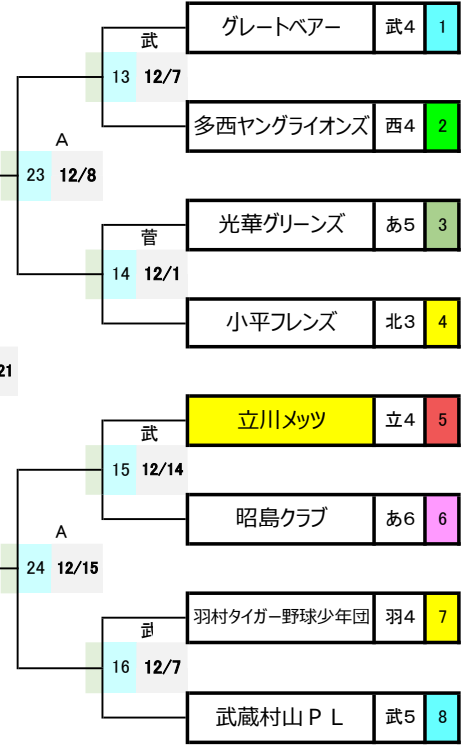 グレートベアー 武4 1
武
13 12/7
多西ヤングライオンズ 西4 2
A
23 12/8
光華グリーンズ あ5 3
菅
14 12/1
小平フレンズ 北3 4
21
立川メッツ 立4 5
武
15 12/14
昭島クラブ あ6 6
A
24 12/15
羽村タイガー野球少年団 羽4 7
武
16 12/7
武蔵村山ＰＬ 武5 8